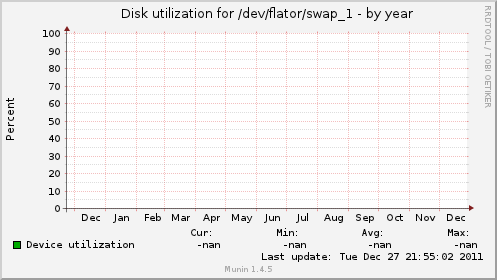 Disk utilization for /dev/flator/swap_1 - by year
RRDTOOL / TOBI OETIKER
Percent
100
90
80
70
60
50
40
30
20
10
0
Dec Jan Feb Mar Apr May Jun Jul Aug Sep Oct Nov Dec
Cur: Min: Avg: Max:
Device utilization -nan -nan -nan -nan
Last update: Tue Dec 27 21:55:02 2011
Munin 1.4.5